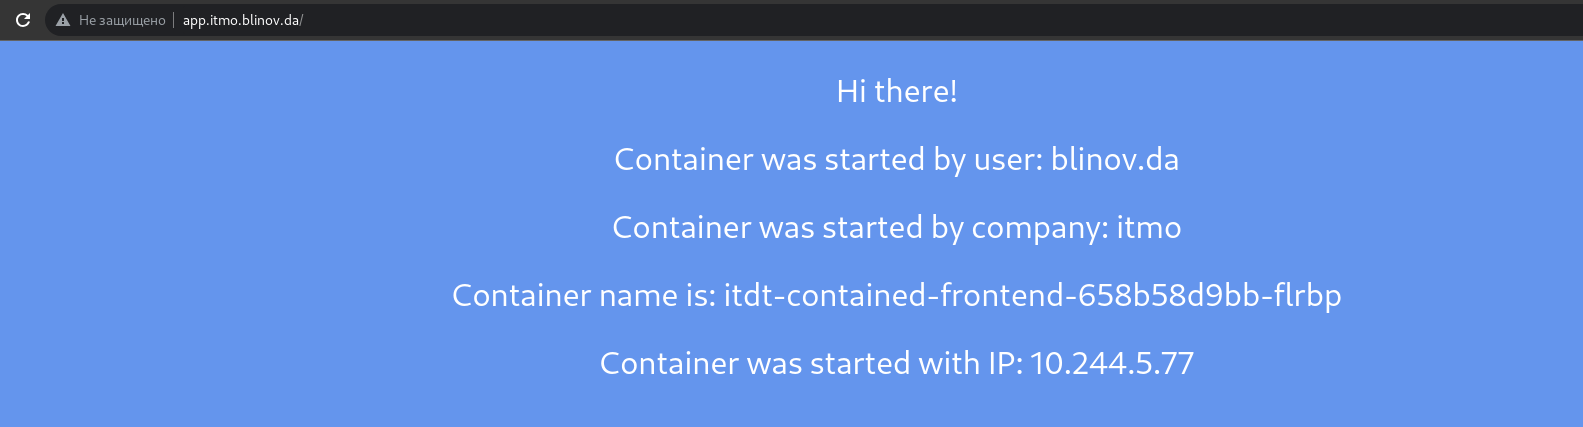 Не защищено app.itmo.blinov.da/
Hi there!
Container was started by user: blinov.da
Container was started by company: itmo
Container name is: itdt-contained-frontend-658b58d9bb-flrbp
Container was started with IP: 10.244.5.77